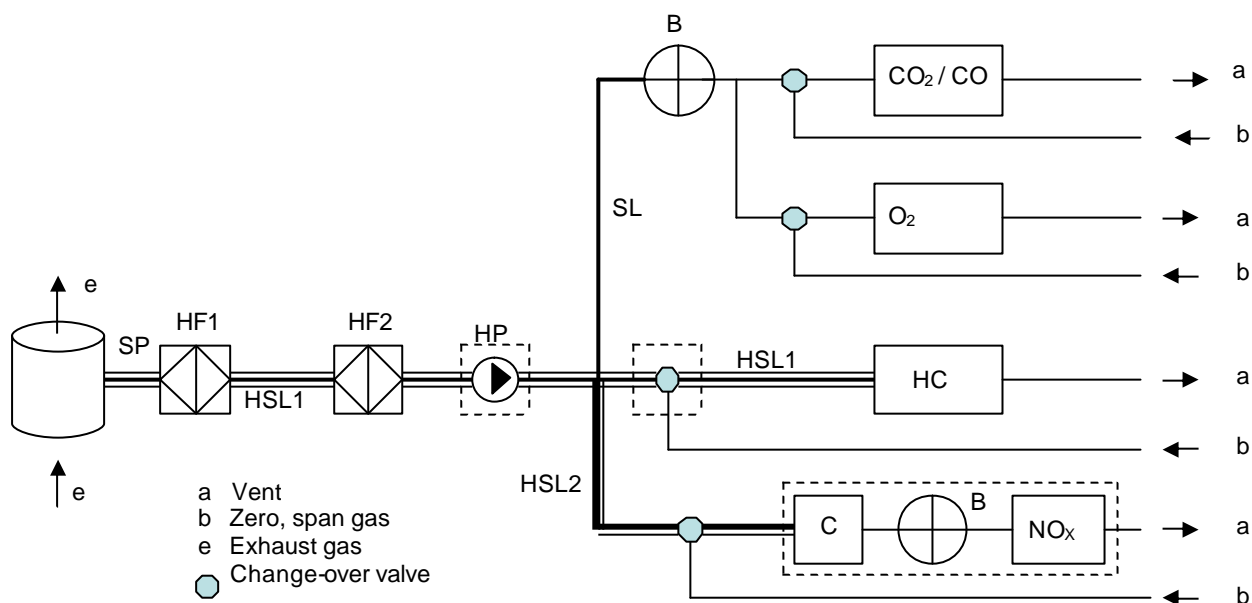 B
CO₂ / CO
a
b
SL
O₂
a
b
e
SP
HF1
HF2
HP
HSL1
HSL1
HC
a
b
e
HSL2
C
B
NOₓ
a
b
a Vent
b Zero, span gas
e Exhaust gas
Change-over valve